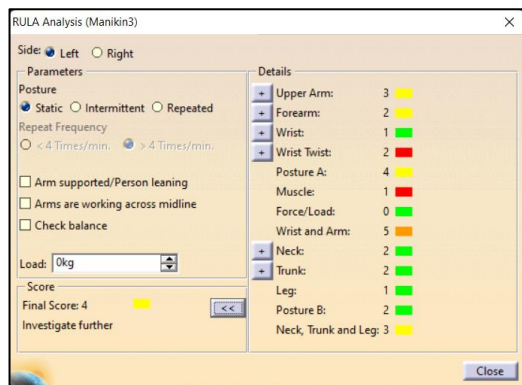 RULA Analysis (Manikin3)
Side: Left Right
Parameters
Posture
Static Intermittent Repeated
Repeat Frequency
< 4 Times/min. > 4 Times/min.
Arm supported/Person leaning
Arms are working across midline
Check balance
Load: 0kg
Score
Final Score: 4
<<
Investigate further
Details
+ Upper Arm: 3
+ Forearm: 2
+ Wrist: 1
+ Wrist Twist: 2
Posture A: 4
Muscle: 1
Force/Load: 0
Wrist and Arm: 5
+ Neck: 2
+ Trunk: 2
Leg: 1
Posture B: 2
Neck, Trunk and Leg: 3
Close